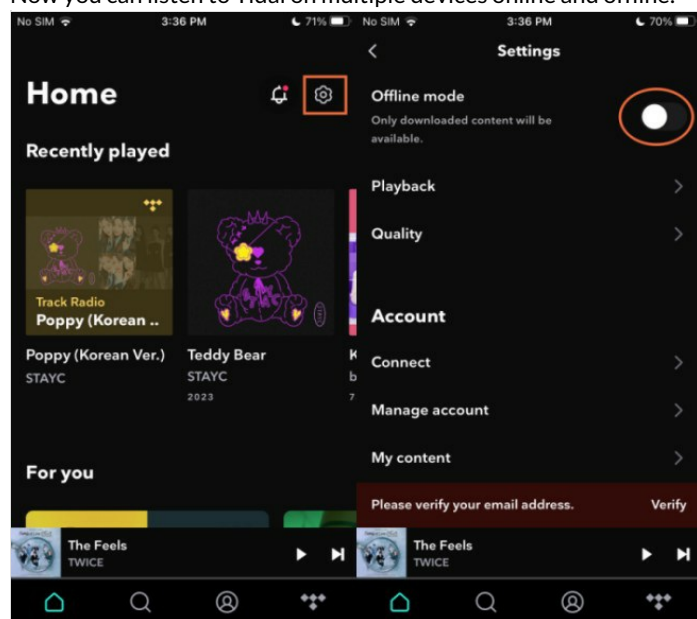 Now you can listen to Tidal on multiple devices online and offline.
No SIM 3:36 PM 71%
Home
Recently played
Track Radio
Poppy (Korean ..
Poppy (Korean Ver.)
STAYC
Teddy Bear
STAYC
2023
K
b
7
For you
The Feels
TWICE
No SIM 3:36 PM 70%
Settings
Offline mode
Only downloaded content will be
available.
Playback
Quality
Account
Connect
Manage account
My content
Please verify your email address. Verify
The Feels
TWICE